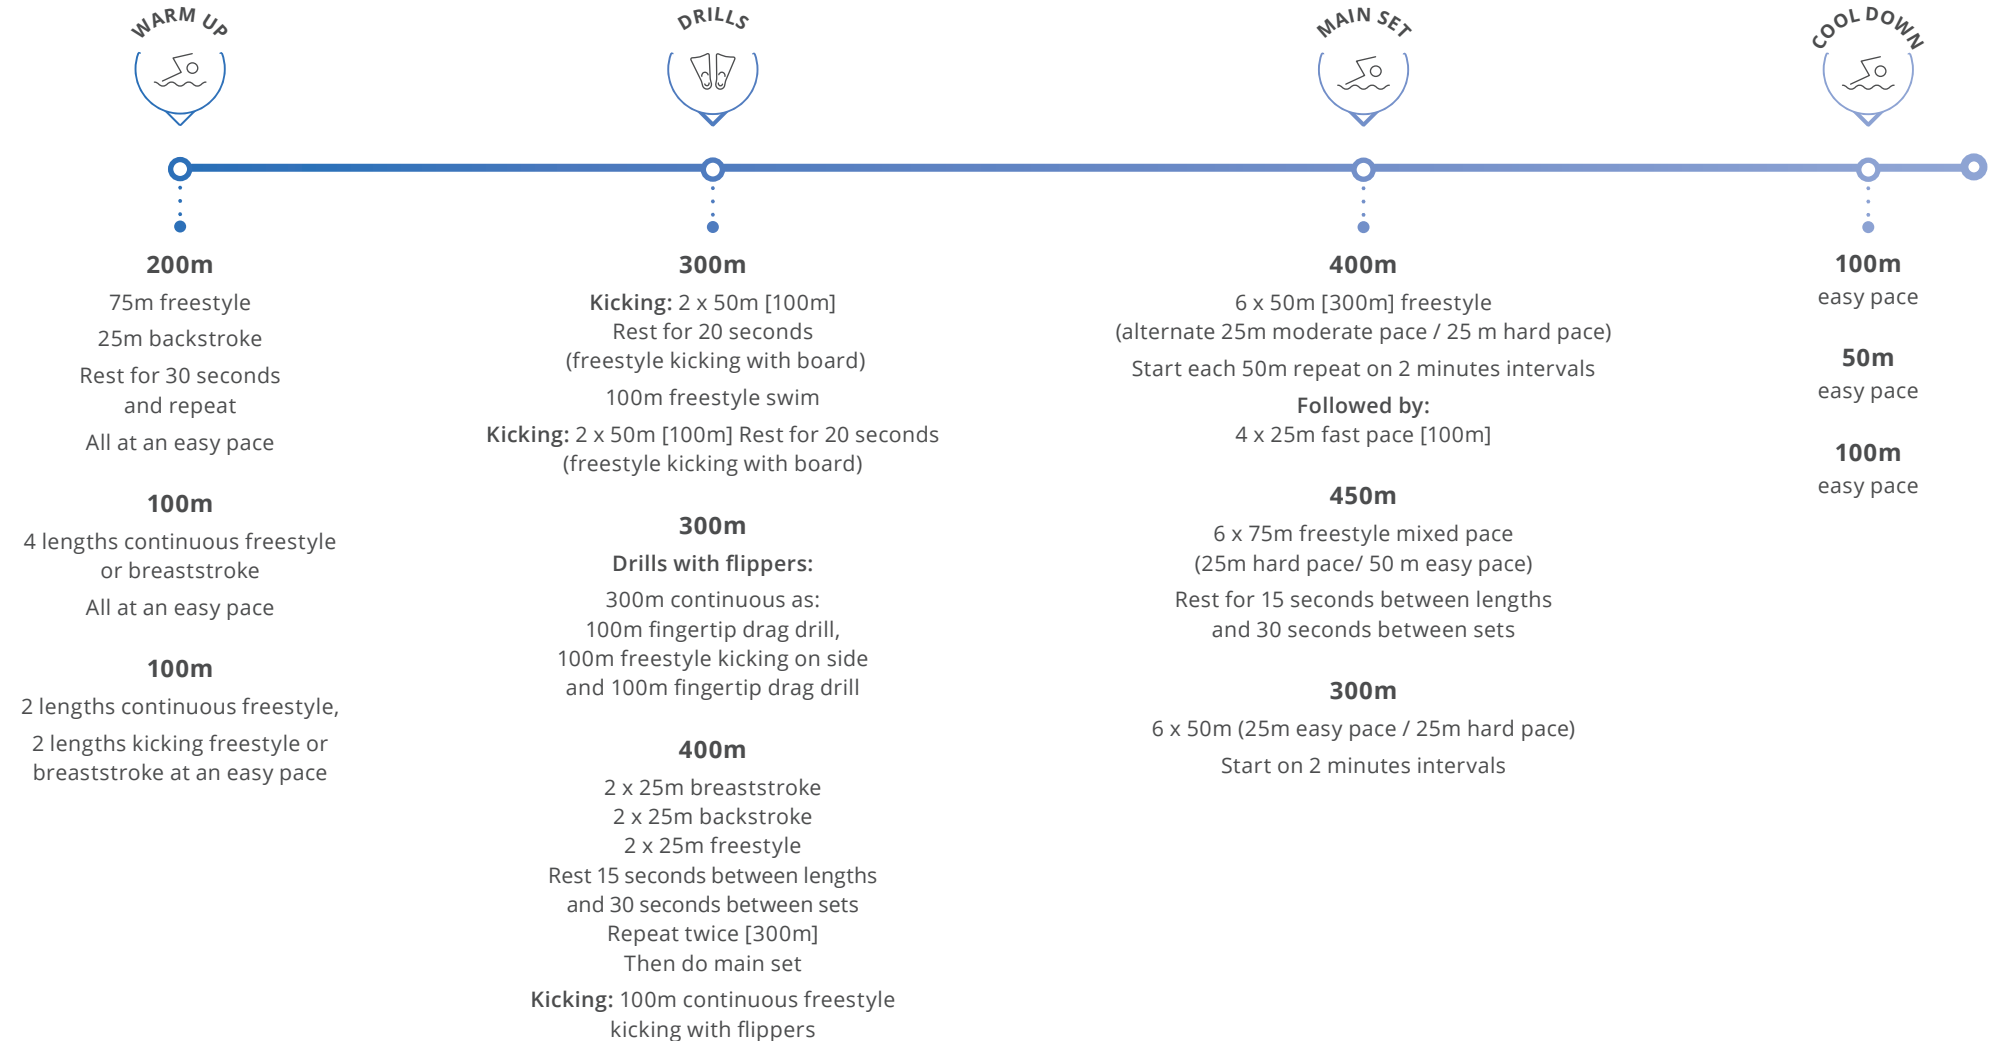 WARM UP
200m
75m freestyle
25m backstroke
Rest for 30 seconds
and repeat
All at an easy pace
100m
4 lengths continuous freestyle
or breaststroke
All at an easy pace
100m
2 lengths continuous freestyle,
2 lengths kicking freestyle or
breaststroke at an easy pace
DRILLS
300m
Kicking: 2 x 50m [100m]
Rest for 20 seconds
(freestyle kicking with board)
100m freestyle swim
Kicking: 2 x 50m [100m] Rest for 20 seconds
(freestyle kicking with board)
300m
Drills with flippers:
300m continuous as:
100m fingertip drag drill,
100m freestyle kicking on side
and 100m fingertip drag drill
400m
2 x 25m breaststroke
2 x 25m backstroke
2 x 25m freestyle
Rest 15 seconds between lengths
and 30 seconds between sets
Repeat twice [300m]
Then do main set
Kicking: 100m continuous freestyle
kicking with flippers
MAIN SET
400m
6 x 50m [300m] freestyle
(alternate 25m moderate pace / 25 m hard pace)
Start each 50m repeat on 2 minutes intervals
Followed by:
4 x 25m fast pace [100m]
450m
6 x 75m freestyle mixed pace
(25m hard pace/ 50 m easy pace)
Rest for 15 seconds between lengths
and 30 seconds between sets
300m
6 x 50m (25m easy pace / 25m hard pace)
Start on 2 minutes intervals
COOL DOWN
100m
easy pace
50m
easy pace
100m
easy pace